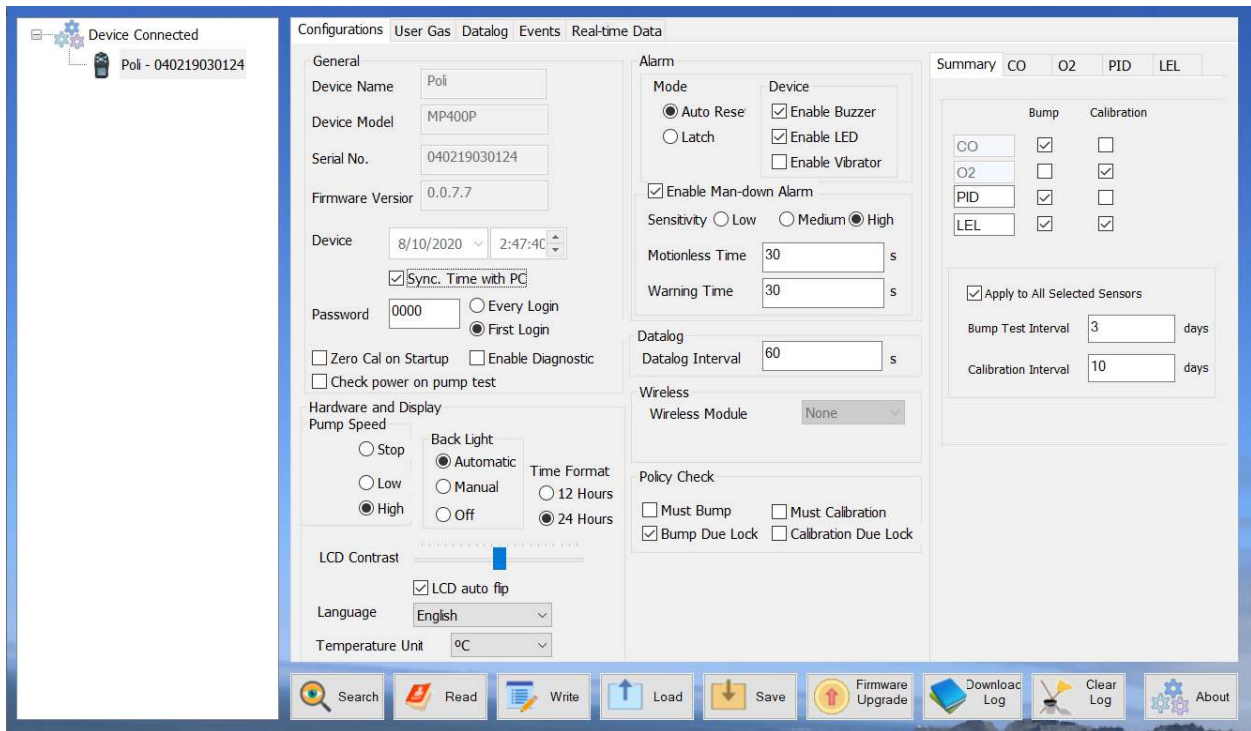 Device Connected
Poli - 040219030124
Configurations User Gas Datalog Events Real-time Data
General
Device Name Poli
Device Model MP400P
Serial No. 040219030124
Firmware Versior 0.0.7.7
Device 8/10/2020 2:47:40
Sync. Time with PC
Password 0000
Every Login
First Login
Zero Cal on Startup Enable Diagnostic
Check power on pump test
Hardware and Display
Pump Speed
Stop
Low
High
Back Light
Automatic
Manual
Off
Time Format
12 Hours
24 Hours
LCD Contrast
LCD auto flip
Language English
Temperature Unit ºC
Alarm
Mode
Auto Rese
Latch
Device
Enable Buzzer
Enable LED
Enable Vibrator
Enable Man-down Alarm
Sensitivity Low Medium High
Motionless Time 30 s
Warning Time 30 s
Datalog
Datalog Interval 60 s
Wireless
Wireless Module None
Policy Check
Must Bump Must Calibration
Bump Due Lock Calibration Due Lock
Summary CO O2 PID LEL
Bump Calibration
CO
O2
PID
LEL
Apply to All Selected Sensors
Bump Test Interval 3 days
Calibration Interval 10 days
Search
Read
Write
Load
Save
Firmware
Upgrade
Download
Log
Clear
Log
About